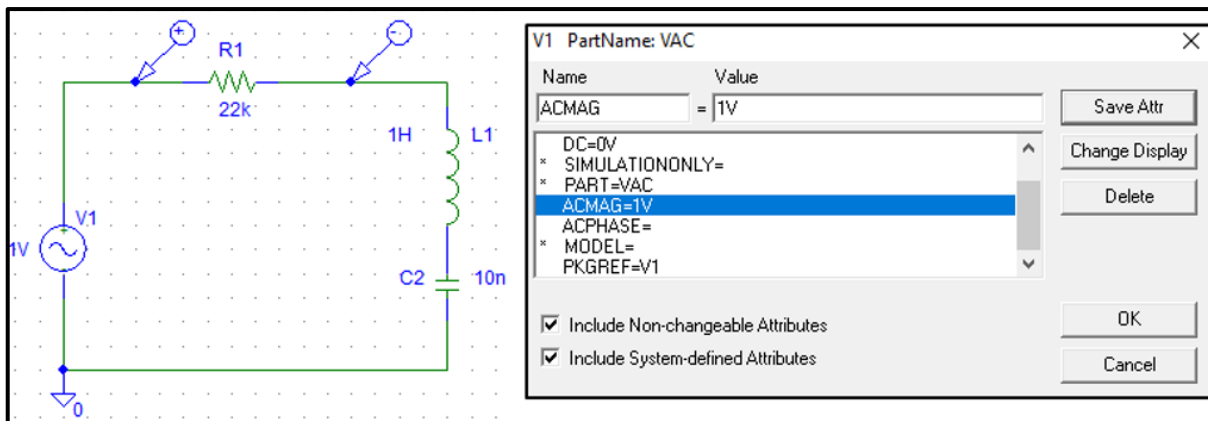 +
-
R1
22k
1H
L1
V1
1V
C2
10n
0
V1 PartName: VAC
Name
Value
ACMAG
=
1V
Save Attr
DC=0V
* SIMULATIONONLY=
* PART=VAC
ACMAG=1V
ACPHASE=
* MODEL=
PKGREF=V1
Change Display
Delete
Include Non-changeable Attributes
Include System-defined Attributes
OK
Cancel